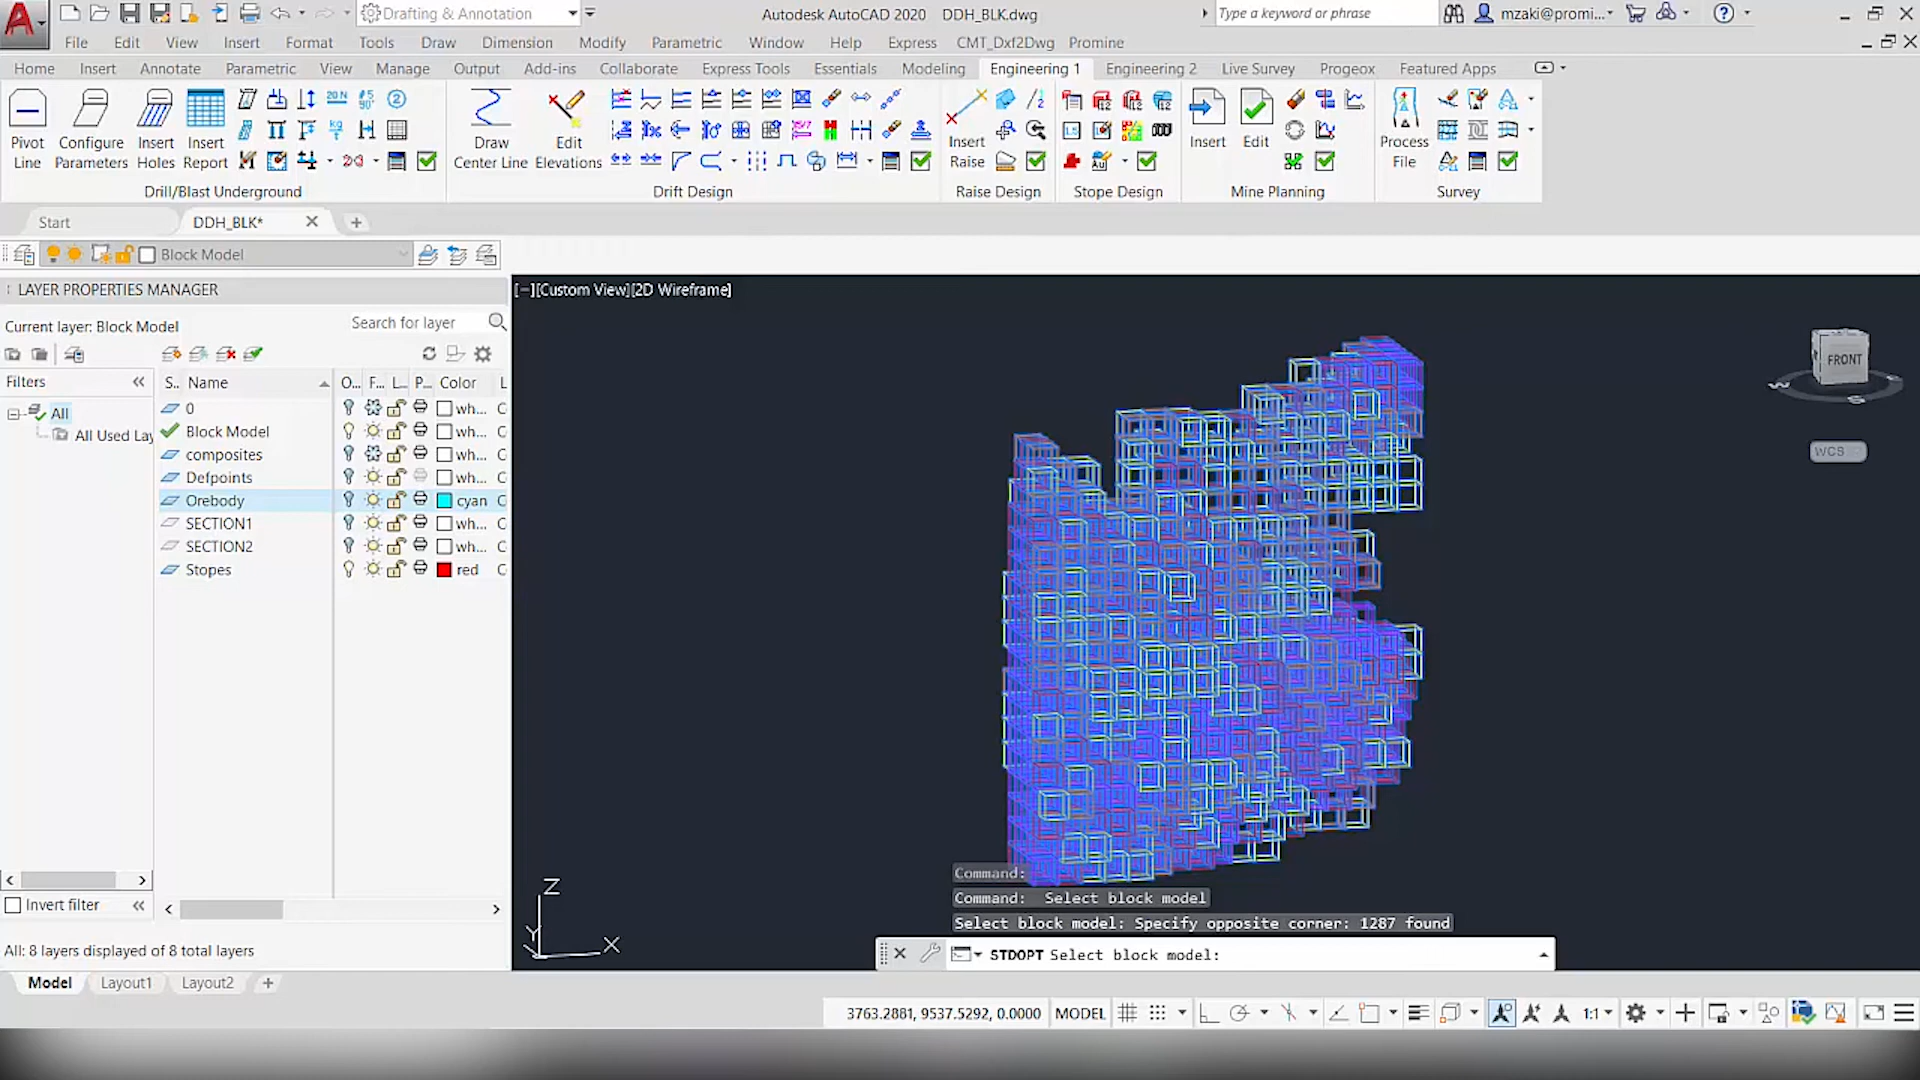 Drafting & Annotation
Autodesk AutoCAD 2020 DDH_BLK.dwg
Type a keyword or phrase
mzaki@promi...
File Edit View Insert Format Tools Draw Dimension Modify Parametric Window Help Express CMT_Dxf2Dwg Promine
Home Insert Annotate Parametric View Manage Output Add-ins Collaborate Express Tools Essentials Modeling Engineering 1 Engineering 2 Live Survey Progeox Featured Apps
Pivot Line
Configure Parameters
Insert Holes
Insert Report
Draw Center Line
Edit Elevations
Insert Raise
Insert
Edit
Process File
Drill/Blast Underground
Drift Design
Raise Design
Stope Design
Mine Planning
Survey
Start
DDH_BLK*
Block Model
LAYER PROPERTIES MANAGER
[−][Custom View][2D Wireframe]
Current layer: Block Model
Search for layer
Filters
S.. Name O... F... L... P... Color L
All
All Used Lay
0 wh... C
Block Model wh... C
composites wh... C
Defpoints wh... C
Orebody cyan C
SECTION1 wh... C
SECTION2 wh... C
Stopes red C
FRONT
W
S
WCS
Z
Y
X
Invert filter
All: 8 layers displayed of 8 total layers
Command:
Command: Select block model
Select block model: Specify opposite corner: 1287 found
STDOPT Select block model:
Model Layout1 Layout2
3763.2881, 9537.5292, 0.0000 MODEL 1:1